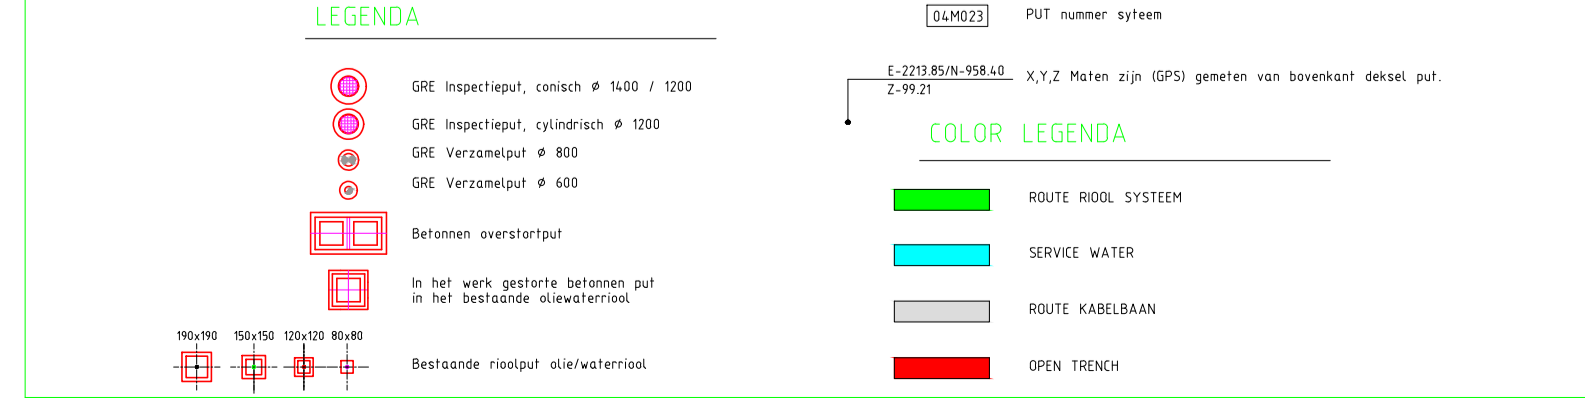 LEGENDA
GRE Inspectieput, conisch ø 1400 / 1200
GRE Inspectieput, cylindrisch ø 1200
GRE Verzamelput ø 800
GRE Verzamelput ø 600
Betonnen overstortput
In het werk gestorte betonnen put
in het bestaande oliewaterriool
190x190 150x150 120x120 80x80
Bestaande rioolput olie/waterriool
04M023 PUT nummer syteem
E-2213.85/N-958.40
Z-99.21
X,Y,Z Maten zijn (GPS) gemeten van bovenkant deksel put.
COLOR LEGENDA
ROUTE RIOOL SYSTEEM
SERVICE WATER
ROUTE KABELBAAN
OPEN TRENCH